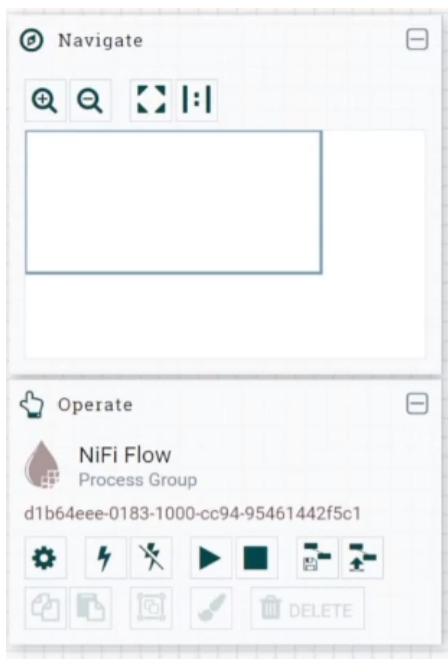 Navigate
Operate
NiFi Flow
Process Group
d1b64eee-0183-1000-cc94-95461442f5c1
DELETE